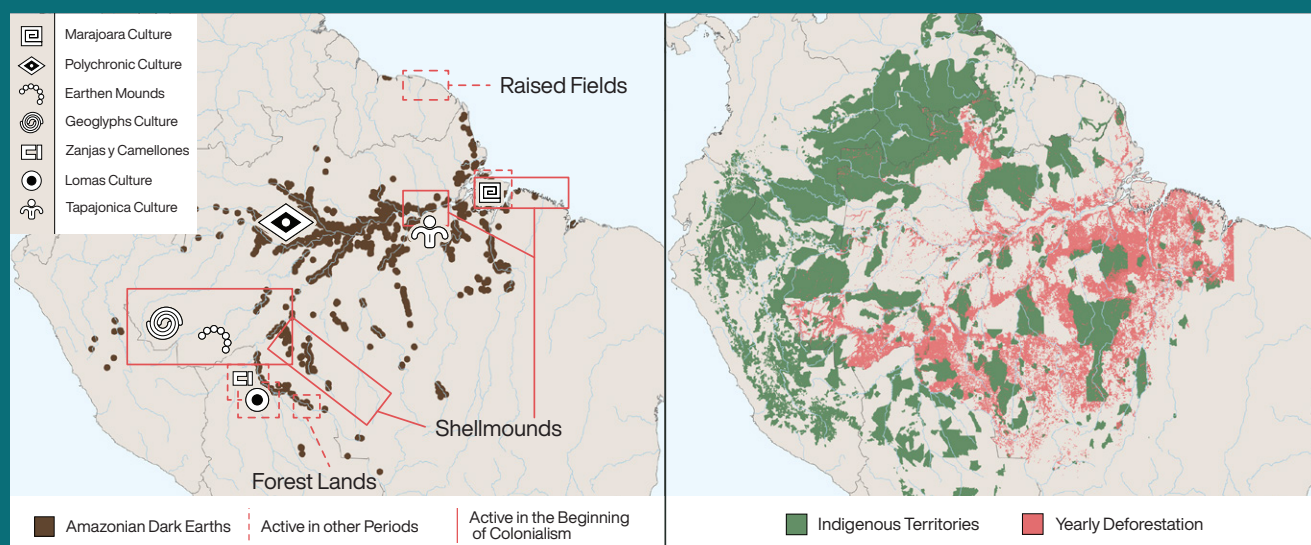 Marajoara Culture
Polychronic Culture
Earthen Mounds
Geoglyphs Culture
Zanjas y Camellones
Lomas Culture
Tapajonica Culture
Raised Fields
Shellmounds
Forest Lands
Amazonian Dark Earths
Active in other Periods
Active in the Beginning
of Colonialism
Indigenous Territories
Yearly Deforestation